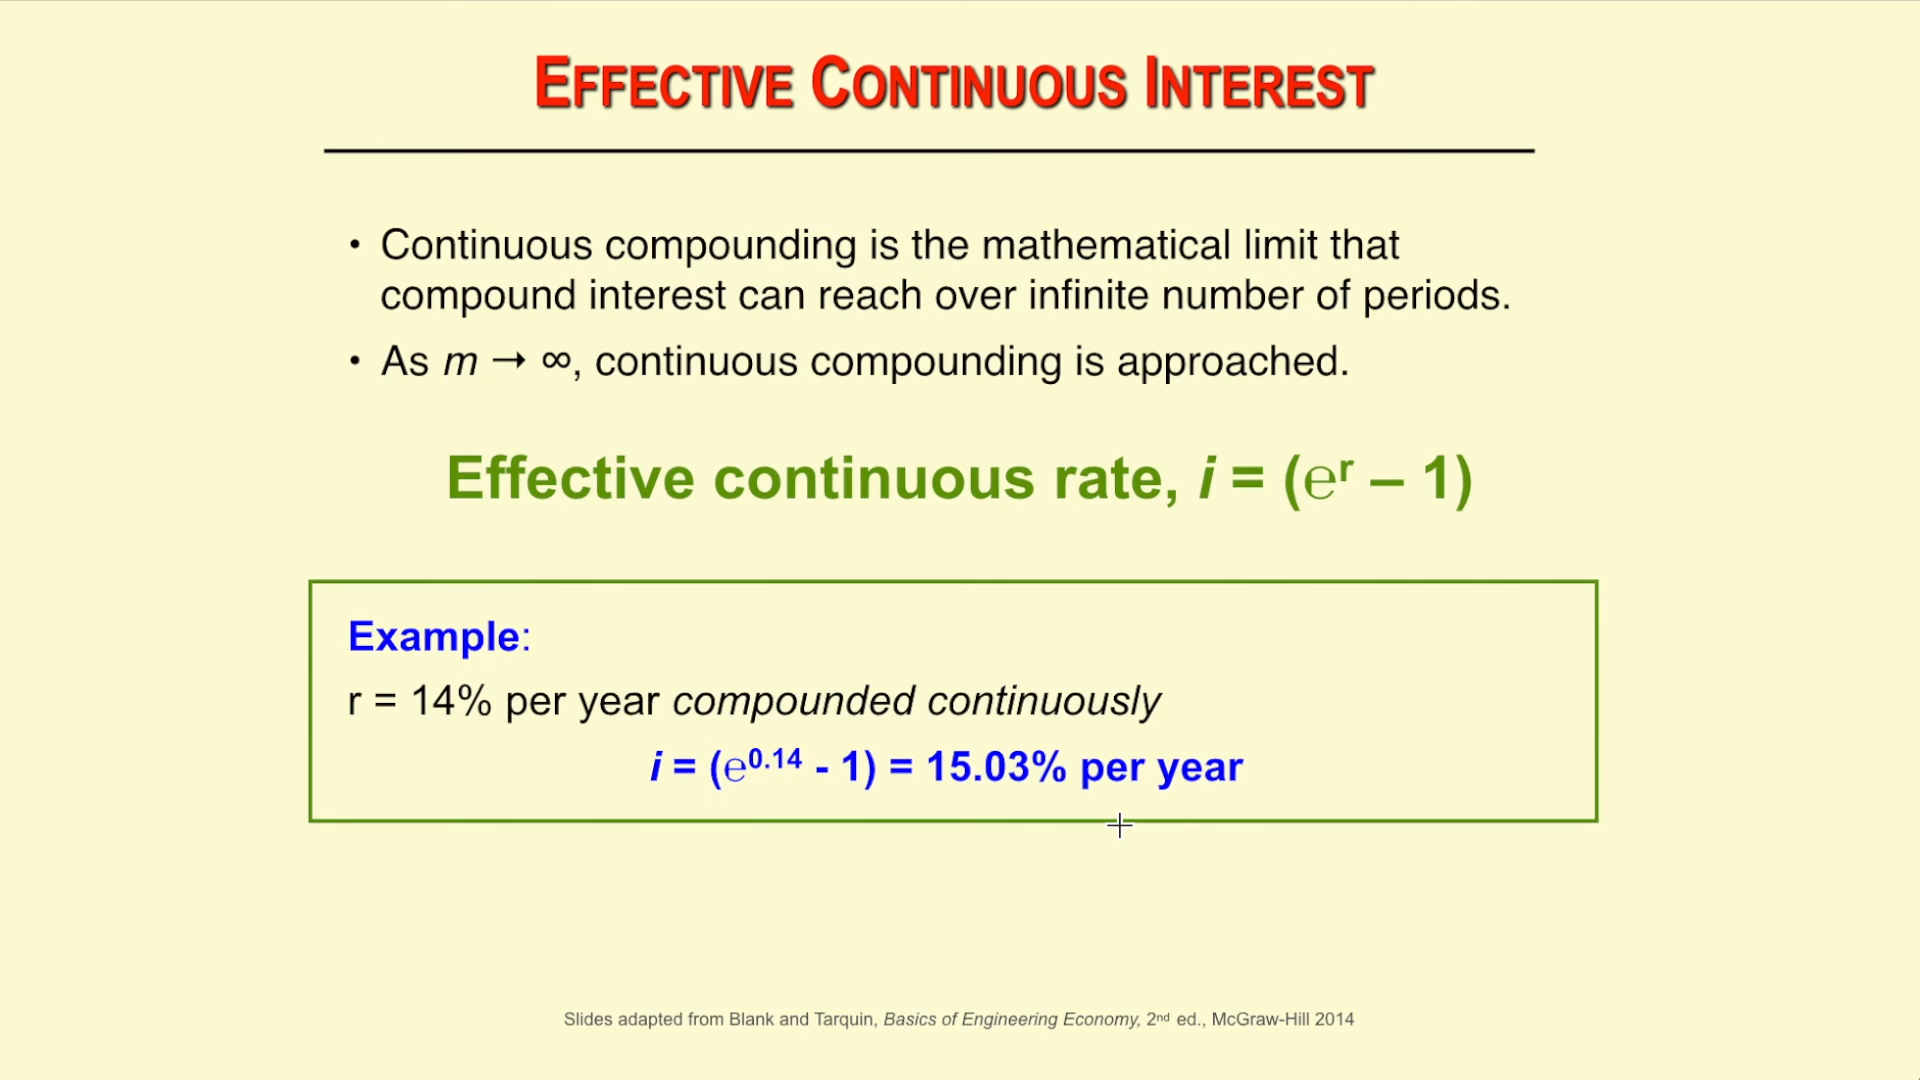 EFFECTIVE CONTINUOUS INTEREST
• Continuous compounding is the mathematical limit that
compound interest can reach over infinite number of periods.
• As m → ∞, continuous compounding is approached.
Effective continuous rate, i = (℮ʳ – 1)
Example:
r = 14% per year compounded continuously
i = (℮⁰·¹⁴ - 1) = 15.03% per year
Slides adapted from Blank and Tarquin, Basics of Engineering Economy, 2ⁿᵈ ed., McGraw-Hill 2014